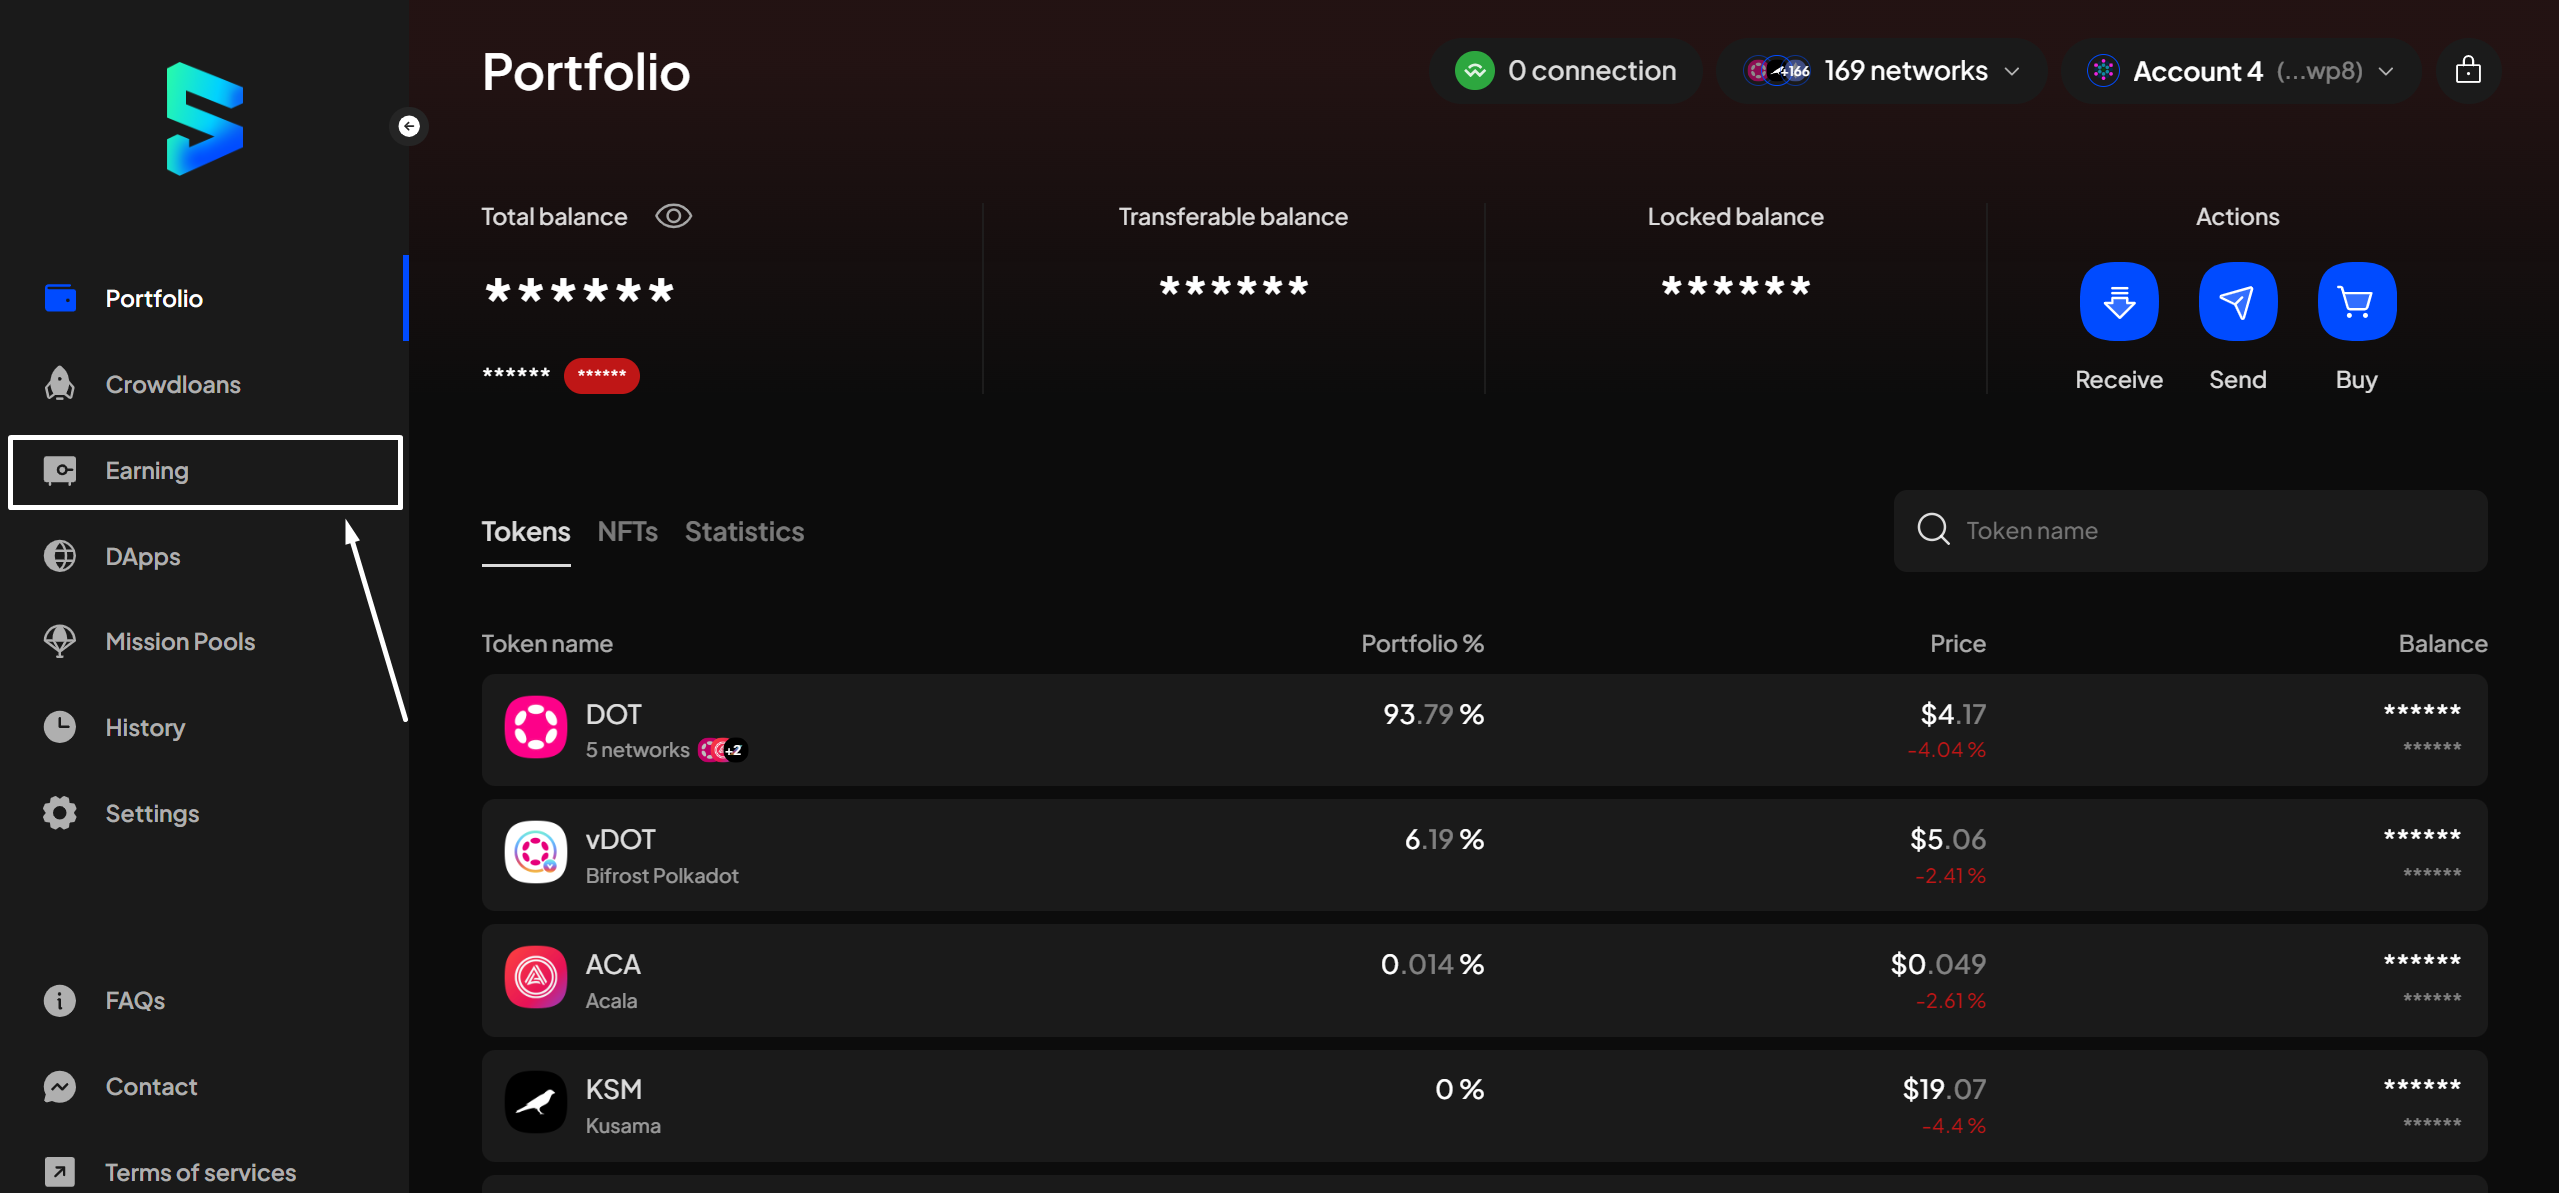 Portfolio
0 connection
+166
169 networks
Account 4 (...wp8)
Portfolio
Crowdloans
Earning
DApps
Mission Pools
History
Settings
FAQs
Contact
Terms of services
Total balance
******
****** ******
Transferable balance
******
Locked balance
******
Actions
Receive
Send
Buy
Tokens NFTs Statistics
Token name
Token name Portfolio % Price Balance
DOT 93.79 % $4.17 ******
5 networks +2 -4.04 % ******
vDOT 6.19 % $5.06 ******
Bifrost Polkadot -2.41 % ******
ACA 0.014 % $0.049 ******
Acala -2.61 % ******
KSM 0 % $19.07 ******
Kusama -4.4 % ******